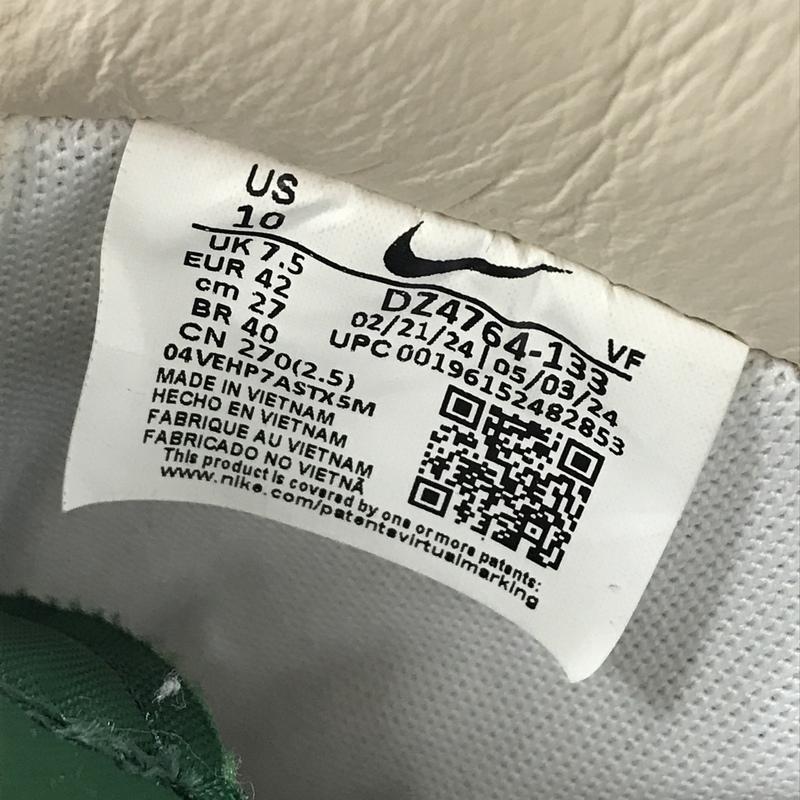 US
10
UK 7.5
EUR 42
cm 27
BR 40
CN 270(2.5)
04VEHP7ASTX5M
MADE IN VIETNAM
HECHO EN VIETNAM
FABRIQUE AU VIETNAM
FABRICADO NO VIETNÃ
This product is covered by one or more patents:
www.nike.com/patentsvirtualmarking
DZ4764-133 VF
02/21/24 | 05/03/24
UPC 00196152482853